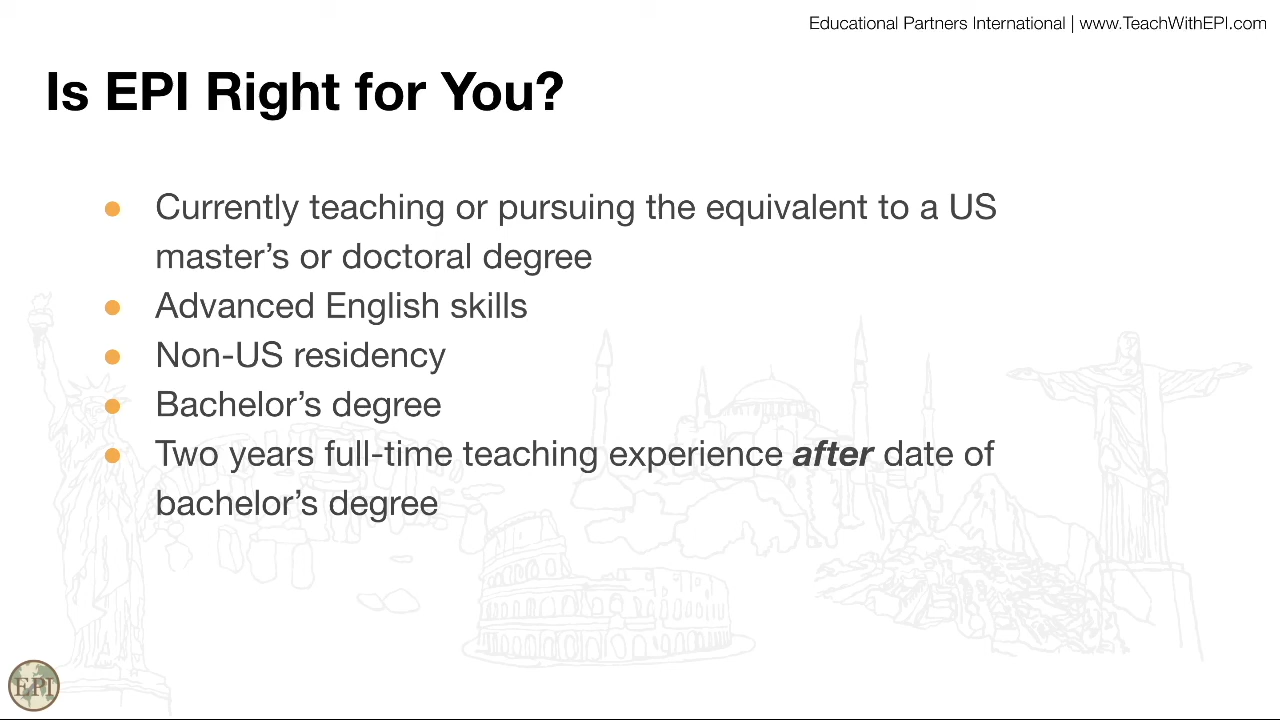 Educational Partners International | www.TeachWithEPI.com
Is EPI Right for You?
● Currently teaching or pursuing the equivalent to a US
master’s or doctoral degree
● Advanced English skills
● Non-US residency
● Bachelor’s degree
● Two years full-time teaching experience after date of
bachelor’s degree
EPI